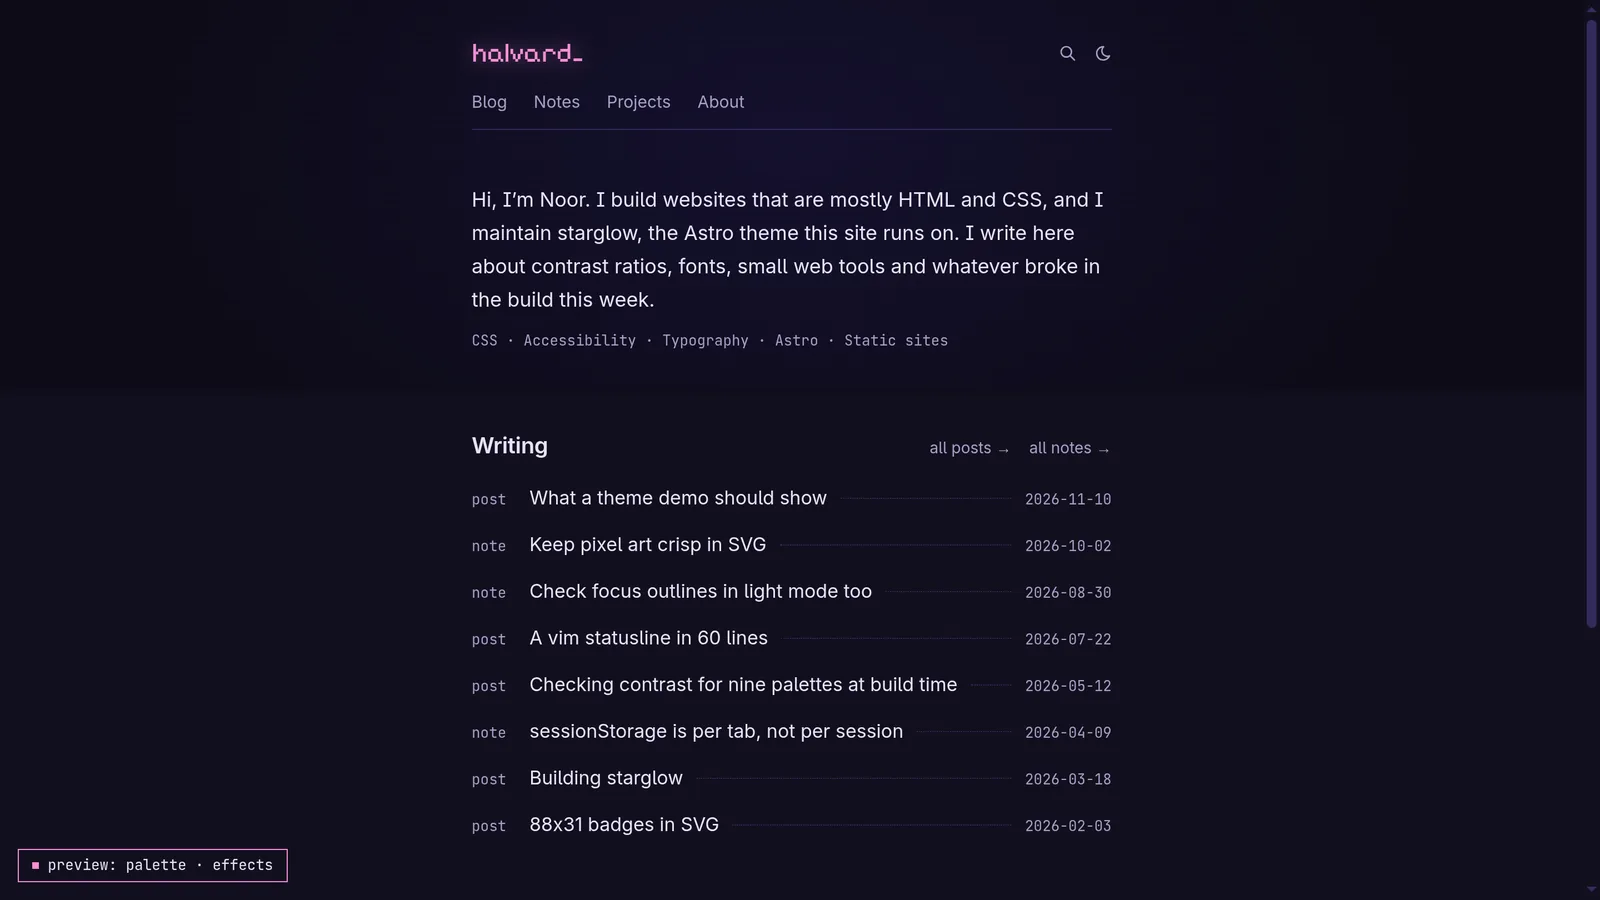 halvard_
Blog Notes Projects About
Hi, I’m Noor. I build websites that are mostly HTML and CSS, and I
maintain starglow, the Astro theme this site runs on. I write here
about contrast ratios, fonts, small web tools and whatever broke in
the build this week.
CSS · Accessibility · Typography · Astro · Static sites
Writing all posts → all notes →
post What a theme demo should show 2026-11-10
note Keep pixel art crisp in SVG 2026-10-02
note Check focus outlines in light mode too 2026-08-30
post A vim statusline in 60 lines 2026-07-22
post Checking contrast for nine palettes at build time 2026-05-12
note sessionStorage is per tab, not per session 2026-04-09
post Building starglow 2026-03-18
post 88x31 badges in SVG 2026-02-03
preview: palette · effects